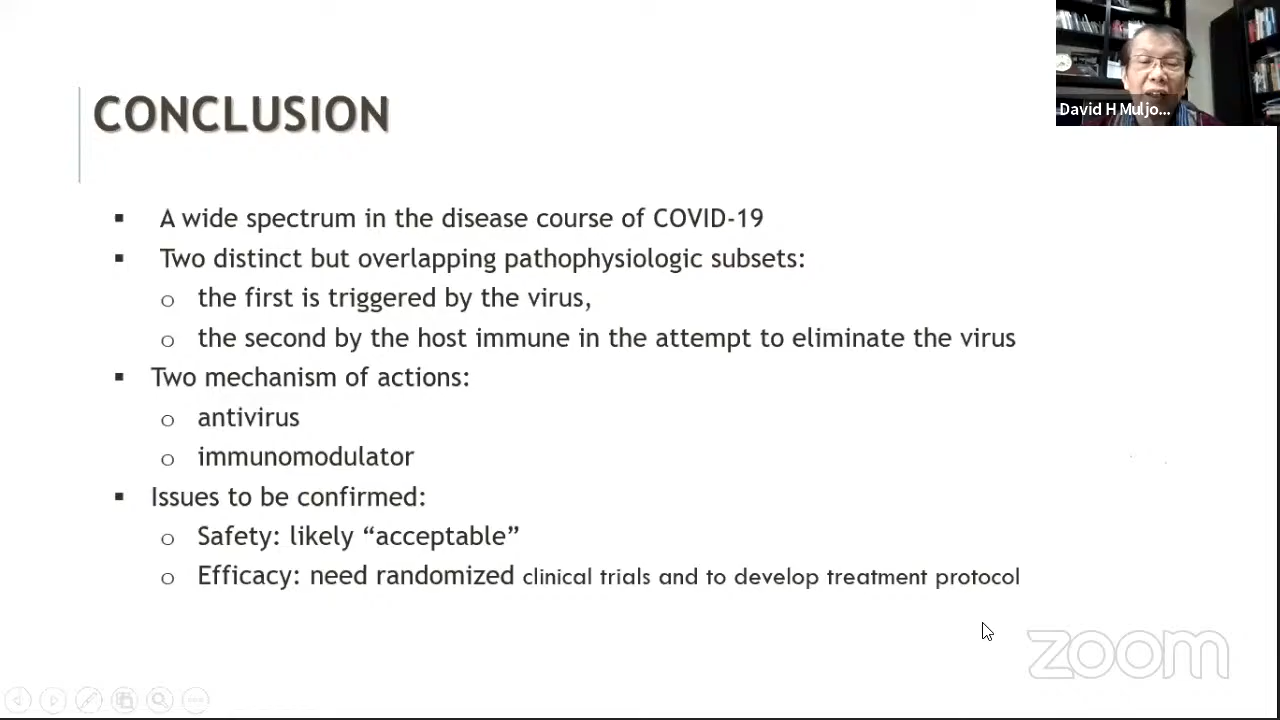 David H Muljo...
CONCLUSION
▪ A wide spectrum in the disease course of COVID-19
▪ Two distinct but overlapping pathophysiologic subsets:
o the first is triggered by the virus,
o the second by the host immune in the attempt to eliminate the virus
▪ Two mechanism of actions:
o antivirus
o immunomodulator
▪ Issues to be confirmed:
o Safety: likely “acceptable”
o Efficacy: need randomized clinical trials and to develop treatment protocol
zoom